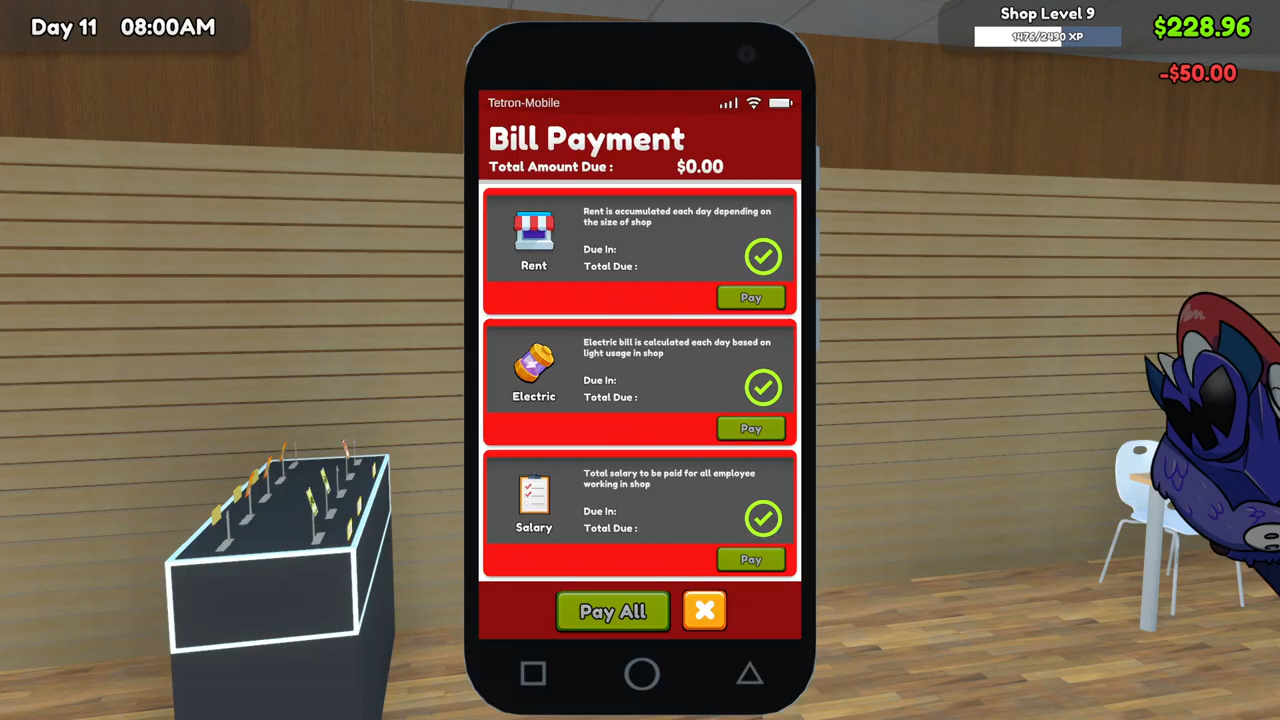 Day 11 08:00AM
Shop Level 9
1476/2490 XP
$228.96
-$50.00
Tetron-Mobile
Bill Payment
Total Amount Due : $0.00
Rent is accumulated each day depending on
the size of shop
Due In:
Total Due :
Rent
Pay
Electric bill is calculated each day based on
light usage in shop
Due In:
Total Due :
Electric
Pay
Total salary to be paid for all employee
working in shop
Due In:
Total Due :
Salary
Pay
Pay All